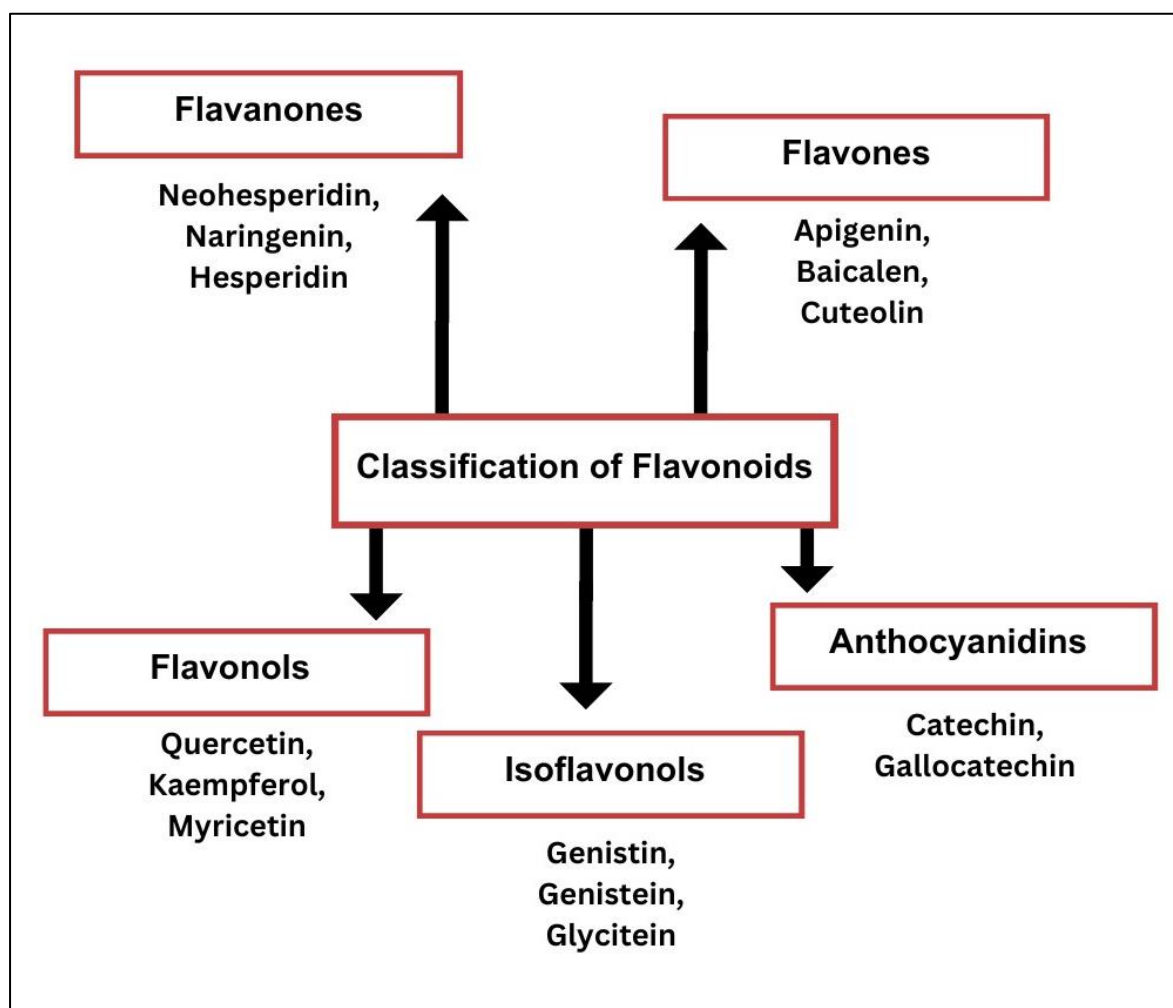 Flavanones
Neohesperidin,
Naringenin,
Hesperidin
Flavones
Apigenin,
Baicalen,
Cuteolin
Classification of Flavonoids
Flavonols
Quercetin,
Kaempferol,
Myricetin
Isoflavonols
Genistin,
Genistein,
Glycitein
Anthocyanidins
Catechin,
Gallocatechin